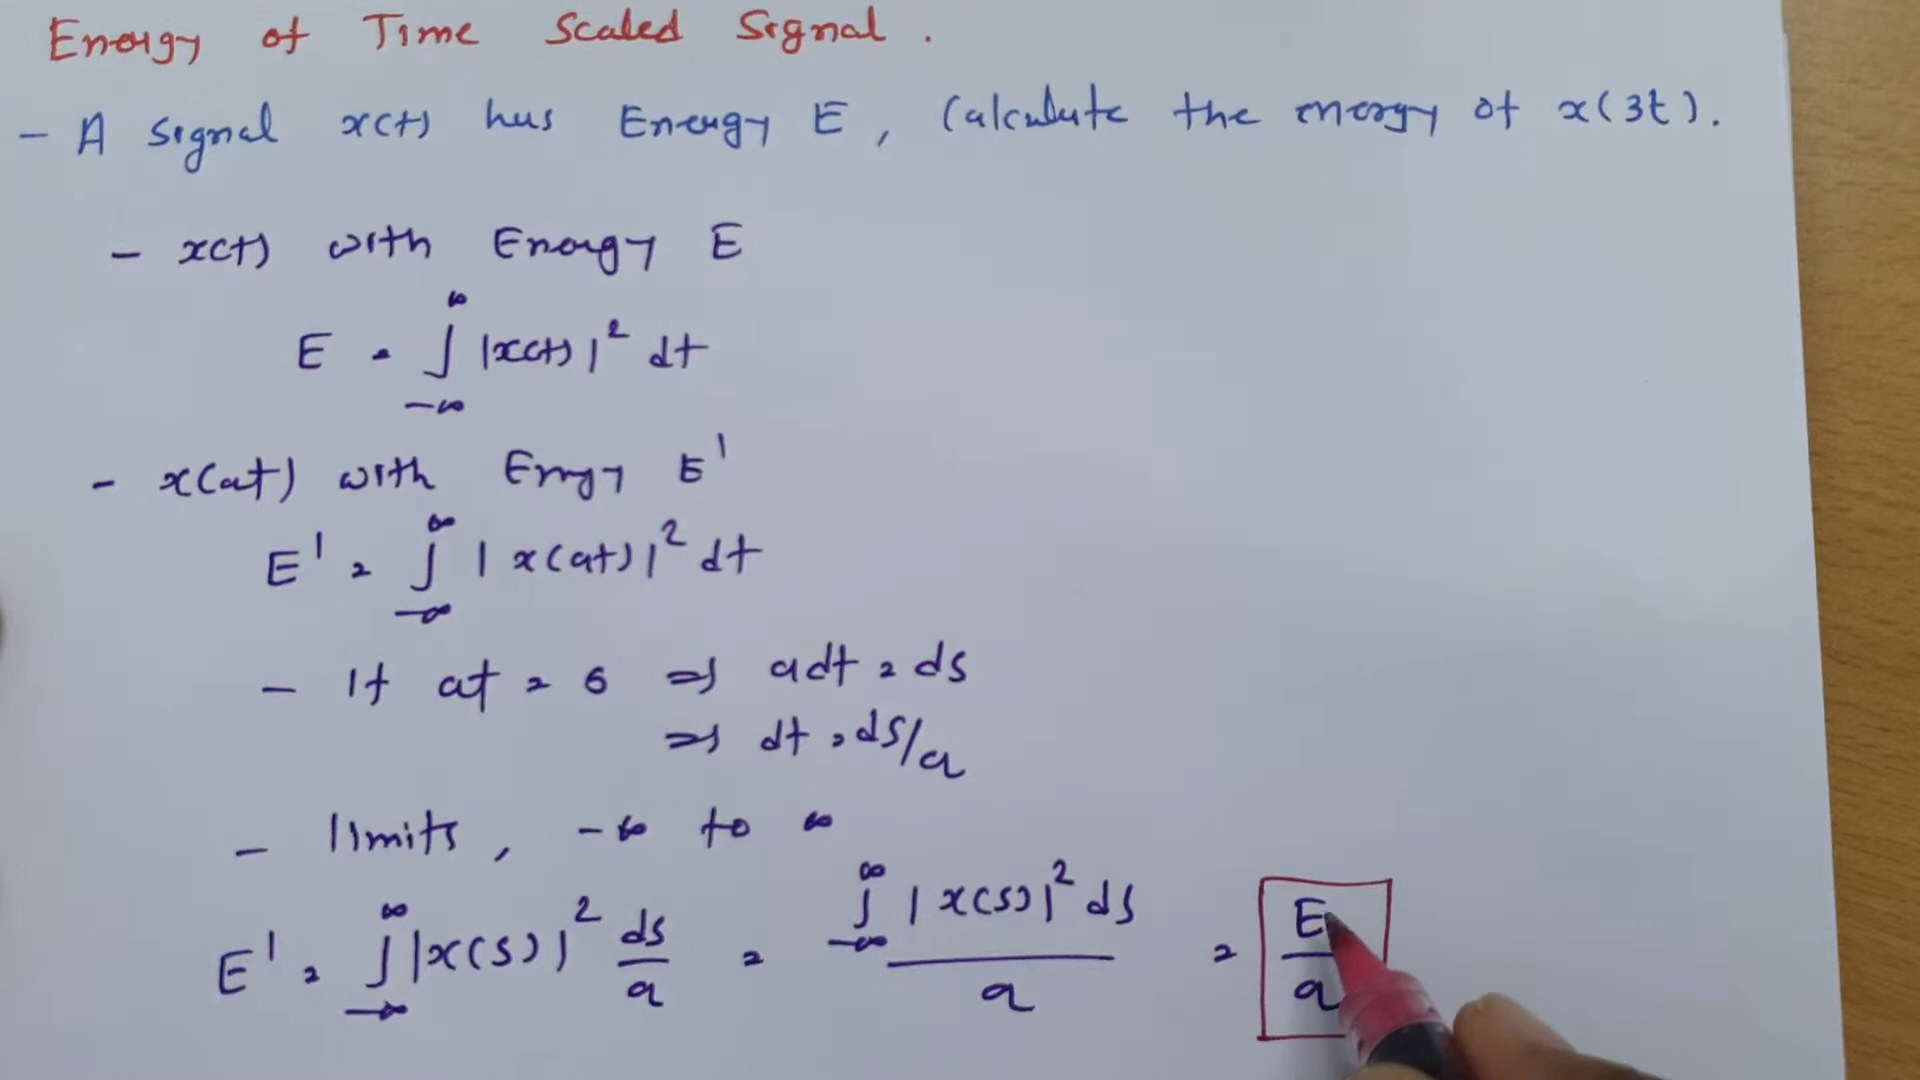 Energy of Time Scaled Signal.
- A signal x(t) has Energy E, Calculate the energy of x(3t).
- x(t) with Energy E
E = ∫_{-∞}^{∞} |x(t)|² dt
- x(at) with Energy E'
E' = ∫_{-∞}^{∞} |x(at)|² dt
- If at = s ⇒ adt = ds
⇒ dt = ds/a
- limits, -∞ to ∞
E' = ∫_{-∞}^{∞} |x(s)|² ds/a = ∫_{-∞}^{∞} |x(s)|² ds / a = E/a